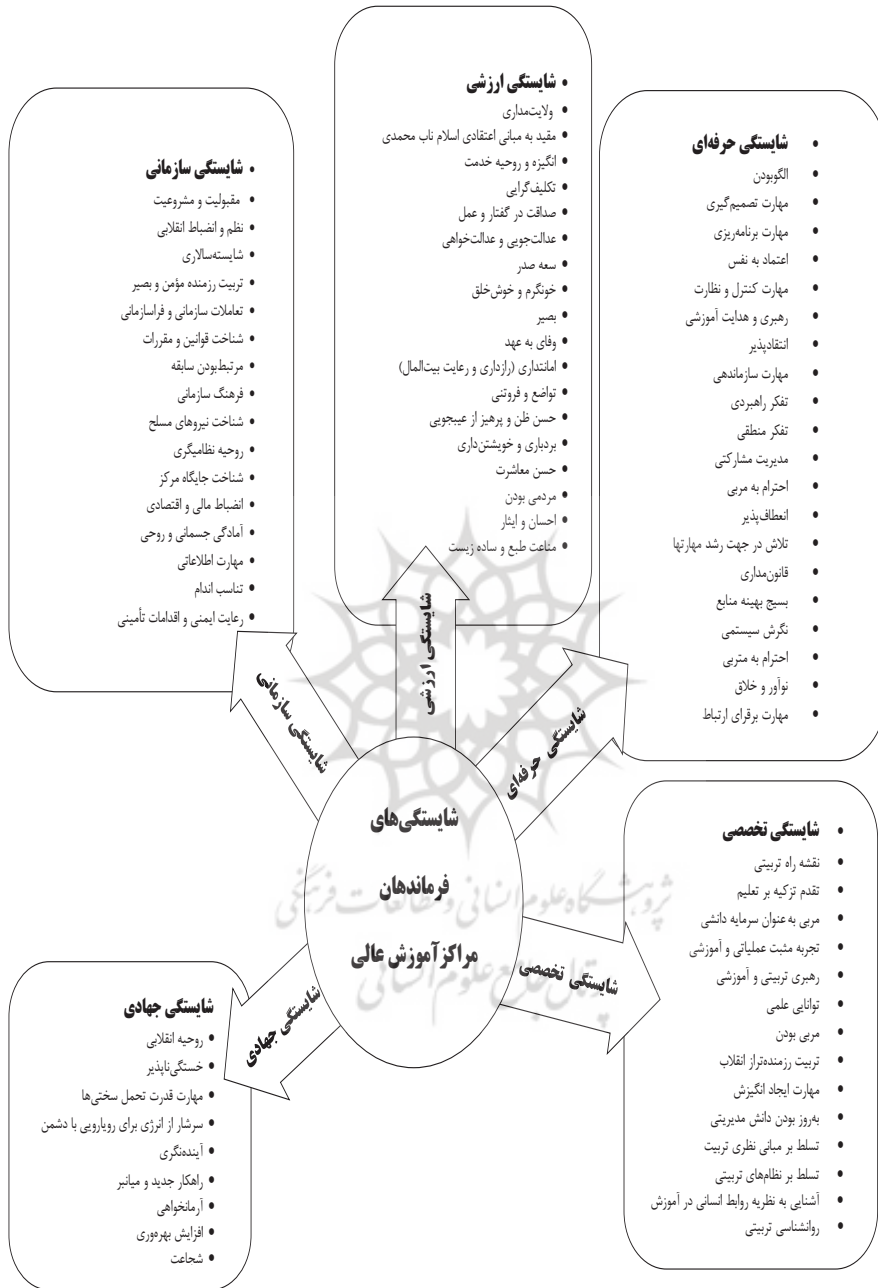 • شایستگی ارزشی
• ولایت‌مداری
• مقید به مبانی اعتقادی اسلام ناب محمدی
• انگیزه و روحیه خدمت
• تکلیف‌گرایی
• صداقت در گفتار و عمل
• عدالت‌جویی و عدالت‌خواهی
• سعه صدر
• خونگرم و خوش‌خلق
• بصیر
• وفای به عهد
• امانتداری (رازداری و رعایت بیت‌المال)
• تواضع و فروتنی
• حسن ظن و پرهیز از عیبجویی
• بردباری و خویشتن‌داری
• حسن معاشرت
• مردمی بودن
• احسان و ایثار
• مناعت طبع و ساده زیست
• شایستگی حرفه‌ای
• الگوبودن
• مهارت تصمیم‌گیری
• مهارت برنامه‌ریزی
• اعتماد به نفس
• مهارت کنترل و نظارت
• رهبری و هدایت آموزشی
• انتقادپذیر
• مهارت سازماندهی
• تفکر راهبردی
• تفکر منطقی
• مدیریت مشارکتی
• احترام به مربی
• انعطاف‌پذیر
• تلاش در جهت رشد مهارتها
• قانون‌مداری
• بسیج بهینه منابع
• نگرش سیستمی
• احترام به متربی
• نوآور و خلاق
• مهارت برقرای ارتباط
• شایستگی سازمانی
• مقبولیت و مشروعیت
• نظم و انضباط انقلابی
• شایسته‌سالاری
• تربیت رزمنده مؤمن و بصیر
• تعاملات سازمانی و فراسازمانی
• شناخت قوانین و مقررات
• مرتبط‌بودن سابقه
• فرهنگ سازمانی
• شناخت نیروهای مسلح
• روحیه نظامیگری
• شناخت جایگاه مرکز
• انضباط مالی و اقتصادی
• آمادگی جسمانی و روحی
• مهارت اطلاعاتی
• تناسب اندام
• رعایت ایمنی و اقدامات تأمینی
شایستگی ارزشی
شایستگی حرفه‌ای
شایستگی سازمانی
شایستگی‌های
فرماندهان
مراکز آموزش عالی
پژوهشگاه علوم انسانی و مطالعات فرهنگی
پرتال جامع علوم انسانی
شایستگی تخصصی
شایستگی جهادی
• شایستگی تخصصی
• نقشه راه تربیتی
• تقدم تزکیه بر تعلیم
• مربی به عنوان سرمایه دانشی
• تجربه مثبت عملیاتی و آموزشی
• رهبری تربیتی و آموزشی
• توانایی علمی
• مربی بودن
• تربیت رزمنده‌تراز انقلاب
• مهارت ایجاد انگیزش
• به‌روز بودن دانش مدیریتی
• تسلط بر مبانی نظری تربیت
• تسلط بر نظام‌های تربیتی
• آشنایی به نظریه روابط انسانی در آموزش
• روانشناسی تربیتی
شایستگی جهادی
• روحیه انقلابی
• خستگی‌ناپذیر
• مهارت قدرت تحمل سختی‌ها
• سرشار از انرژی برای رویارویی با دشمن
• آینده‌نگری
• راهکار جدید و میانبر
• آرمانخواهی
• افزایش بهره‌وری
• شجاعت